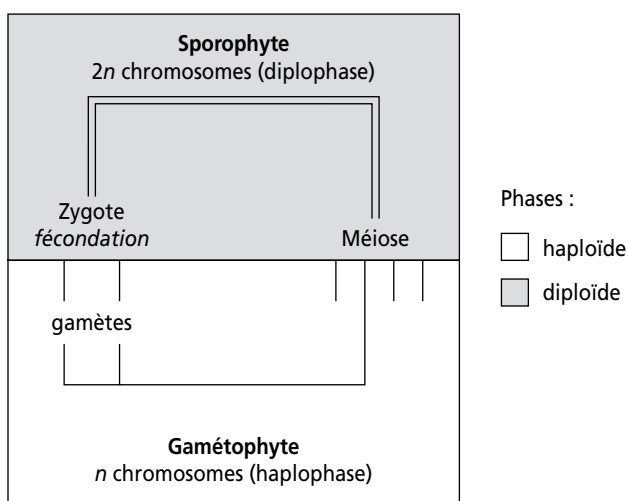 Sporophyte
2n chromosomes (diplophase)
Zygote
fécondation
Méiose
gamètes
Gamétophyte
n chromosomes (haplophase)
Phases :
haploïde
diploïde